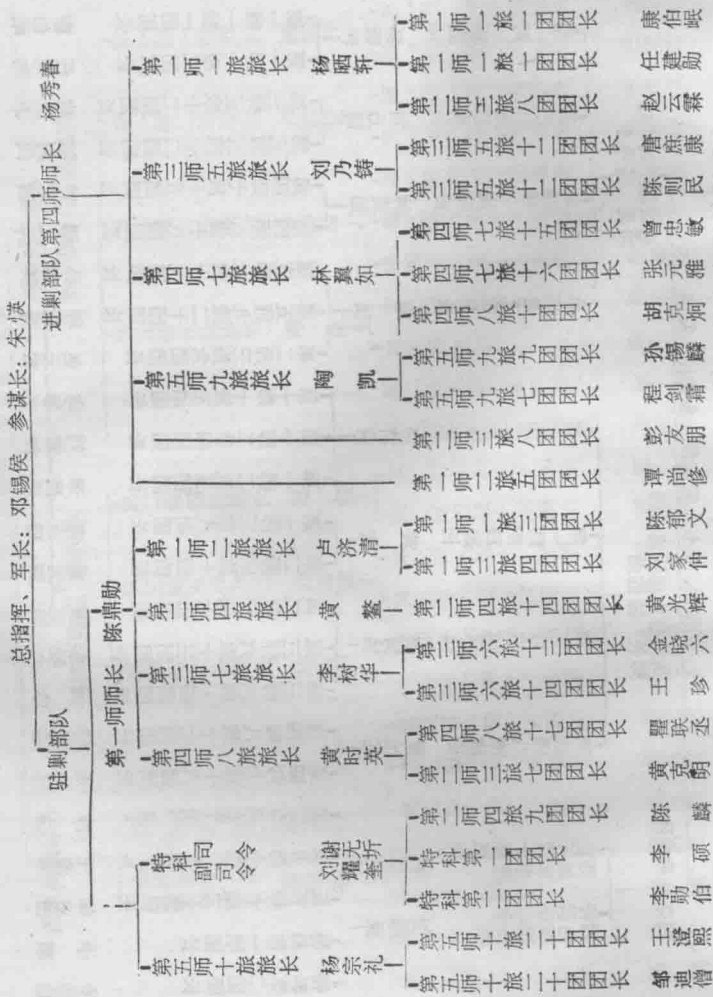 总指挥、军长：邓锡侯 参谋长：朱瑛
进剿部队第四师师长 杨秀春
第一师一旅旅长 杨晒轩
第一师一旅一团团长 康伯岷
第一师一旅七团团长 任建勋
第一师三旅八团团长 赵云霖
第三师五旅旅长 刘乃铸
第三师五旅十二团团长 唐庶康
第三师五旅十二团团长 陈则民
第四师七旅旅长 林翼如
第四师七旅十五团团长 曾忠敏
第四师七旅十六团团长 张元雅
第四师八旅十团团长 胡克泂
第五师九旅旅长 陶凯
第五师九旅九团团长 孙锡麟
第五师九旅七团团长 程剑霜
第一师三旅八团团长 彭友朋
第一师二旅五团团长 谭尚修
驻剿部队
第一师师长 陈鼎勋
第一师二旅旅长 卢济清
第一师一旅三团团长 陈郁文
第一师三旅四团团长 刘家仲
第二师四旅旅长 黄鳌
第二师四旅十四团团长 黄光辉
第三师七旅旅长 李树华
第三师六旅十三团团长 金晓六
第三师六旅十四团团长 王珍
第四师八旅旅长 黄时英
第四师八旅十七团团长 瞿联丞
第二师三旅七团团长 黄克明
特科司令 谢无圻
副司令 刘耀奎
第二师四旅九团团长 陈麟
特科第一团团长 李硕
特科第二团团长 李勋伯
第五师十旅旅长 杨宗礼
第五师十旅二十团团长 王澄熙
第五师十旅二十团团长 邹迪僧